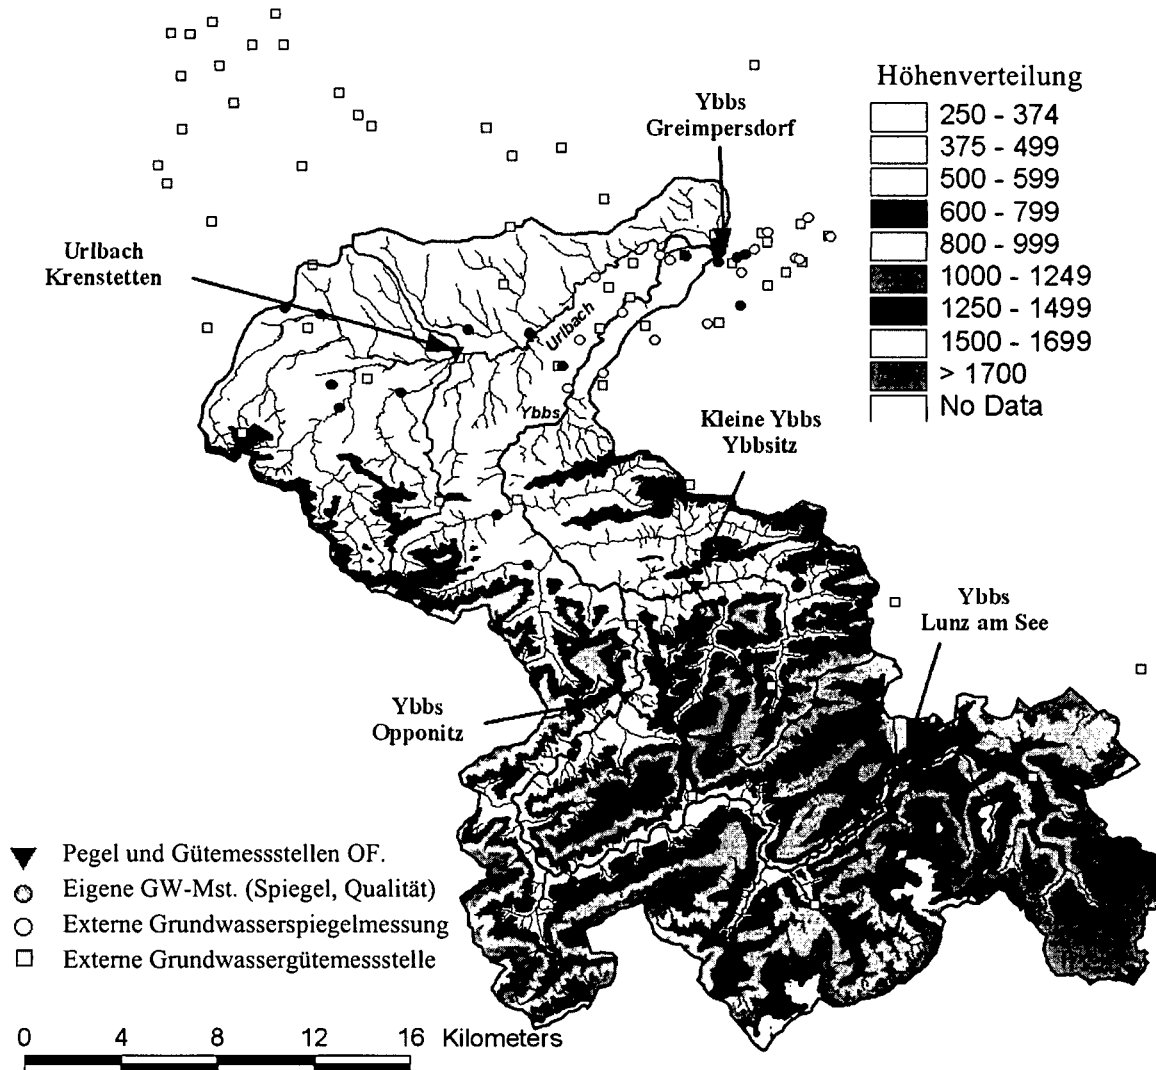 Höhenverteilung
250 - 374
375 - 499
500 - 599
600 - 799
800 - 999
1000 - 1249
1250 - 1499
1500 - 1699
> 1700
No Data
Ybbs
Greimpersdorf
Urlbach
Krenstetten
Urlbach
Ybbs
Kleine Ybbs
Ybbsitz
Ybbs
Lunz am See
Ybbs
Opponitz
Pegel und Gütemessstellen OF.
Eigene GW-Mst. (Spiegel, Qualität)
Externe Grundwasserspiegelmessung
Externe Grundwassergütemessstelle
0 4 8 12 16 Kilometers